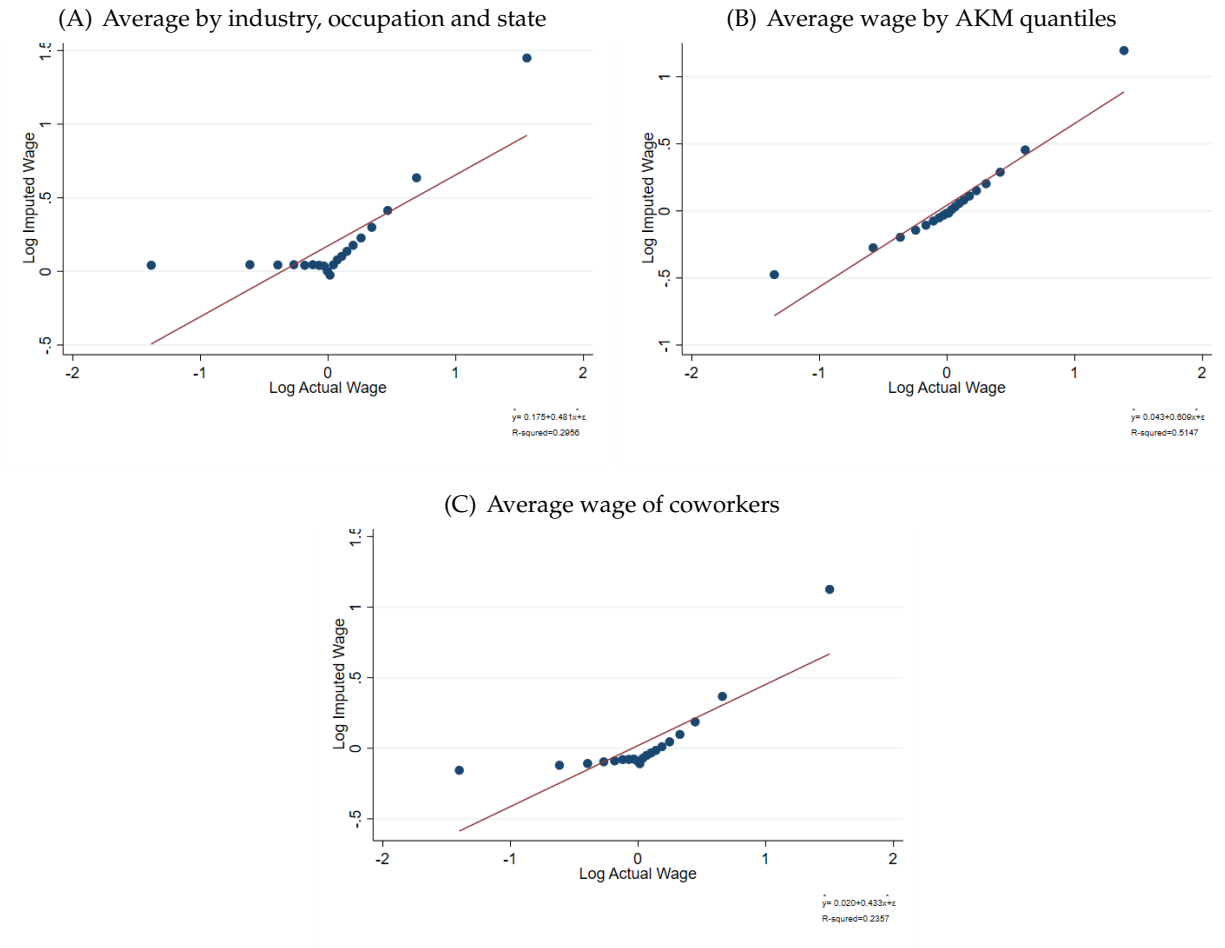 (A) Average by industry, occupation and state
1.5
1
.5
0
-.5
Log Imputed Wage
-2 -1 0 1 2
Log Actual Wage
ŷ= 0.175+0.481x+ε̂
R-squred=0.2956
(B) Average wage by AKM quantiles
1
.5
0
-.5
-1
Log Imputed Wage
-2 -1 0 1 2
Log Actual Wage
ŷ= 0.043+0.609x+ε̂
R-squred=0.5147
(C) Average wage of coworkers
1.5
1
.5
0
-.5
Log Imputed Wage
-2 -1 0 1 2
Log Actual Wage
ŷ= 0.020+0.433x+ε̂
R-squred=0.2357